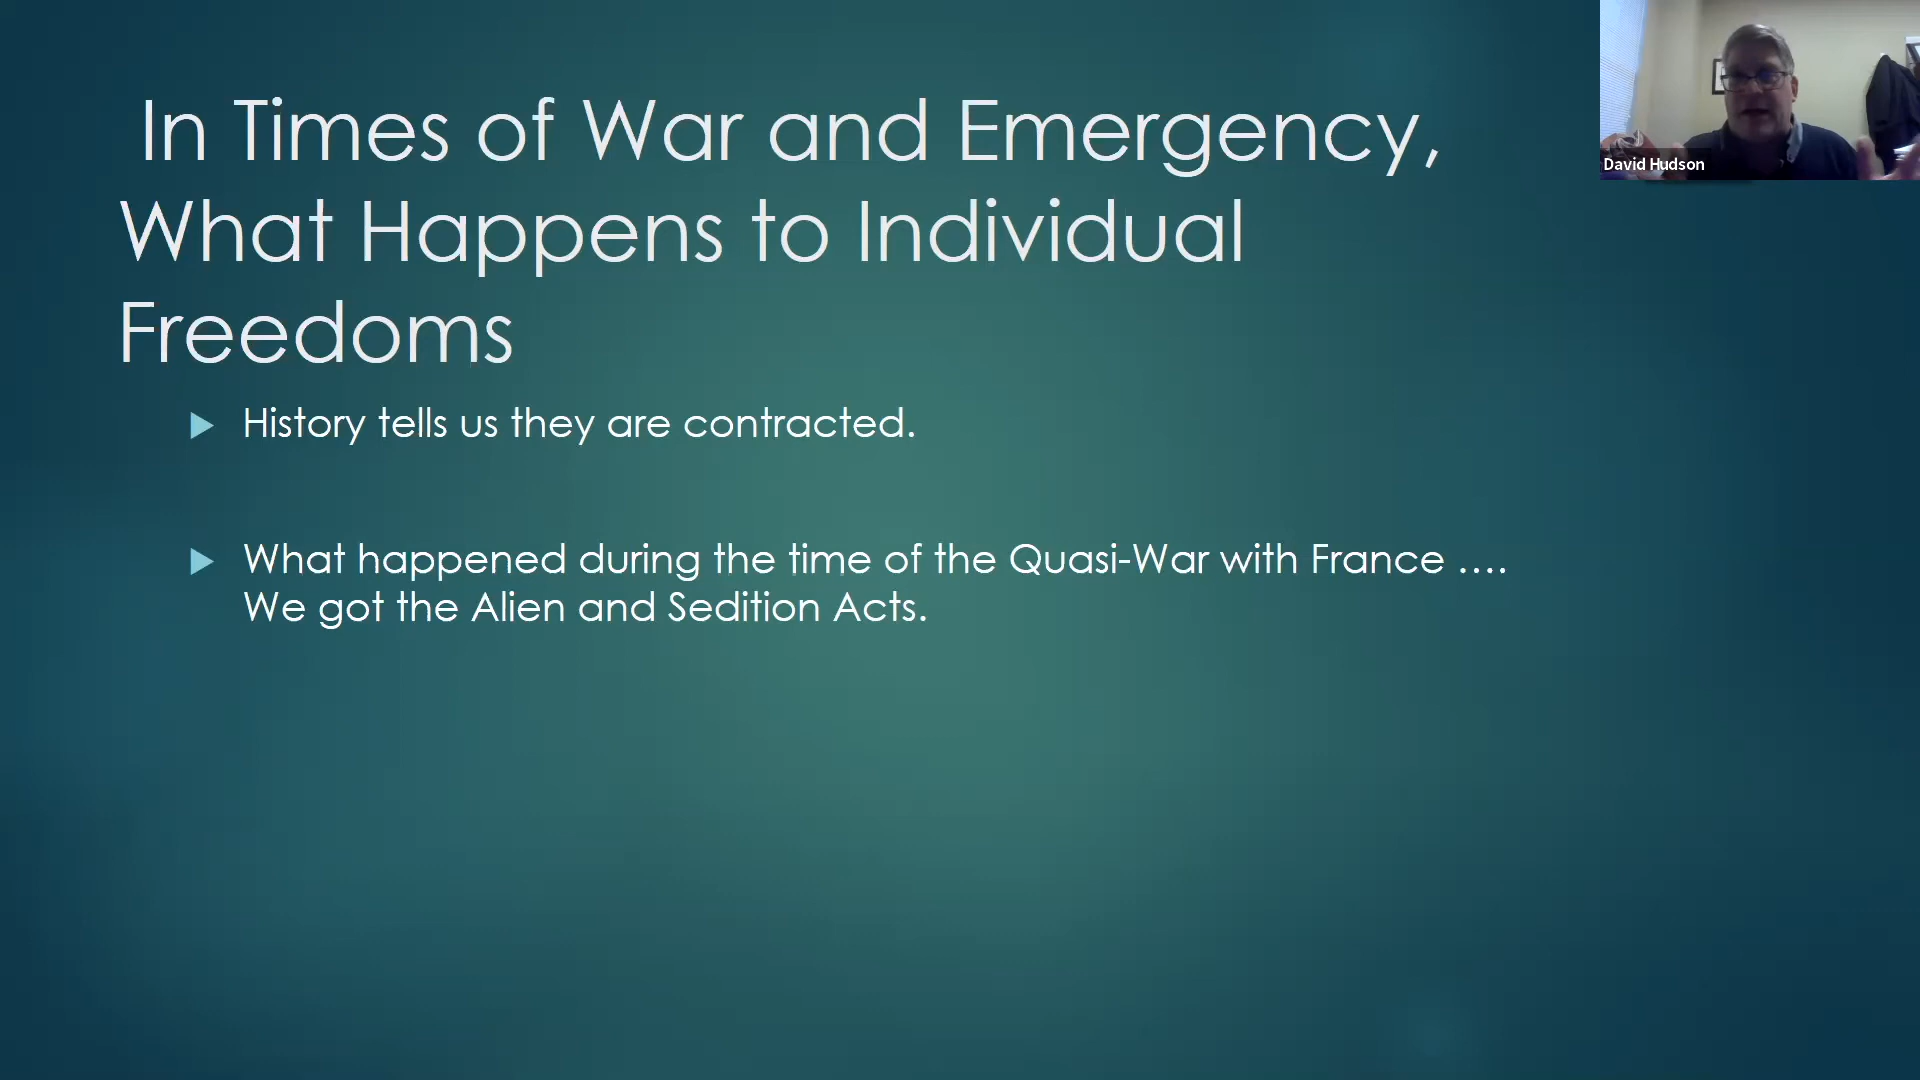 In Times of War and Emergency,
What Happens to Individual
Freedoms
History tells us they are contracted.
What happened during the time of the Quasi-War with France ....
We got the Alien and Sedition Acts.
David Hudson